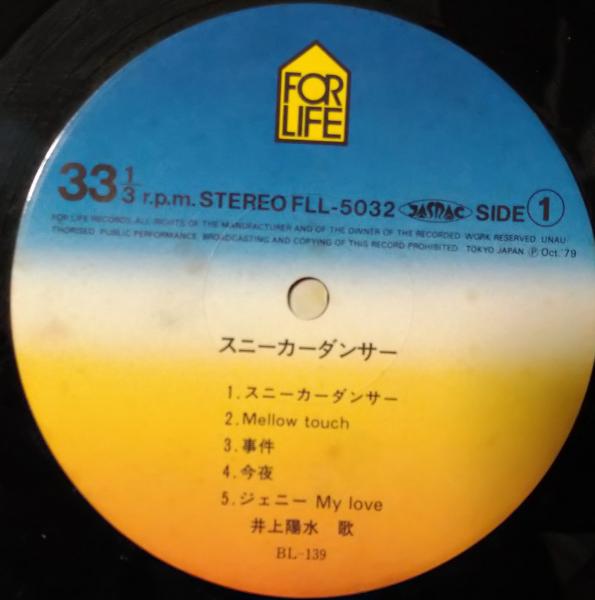 FOR
LIFE
33 1/3 r.p.m. STEREO FLL-5032 JASRAC SIDE 1
FOR LIFE RECORDS. ALL RIGHTS OF THE MANUFACTURER AND OF THE OWNER OF THE RECORDED WORK RESERVED. UNAU-
THORISED PUBLIC PERFORMANCE, BROADCASTING AND COPYING OF THIS RECORD PROHIBITED. TOKYO JAPAN Ⓟ Oct.'79
スニーカーダンサー
1.スニーカーダンサー
2.Mellow touch
3.事件
4.今夜
5.ジェニー My love
井上陽水 歌
BL-139